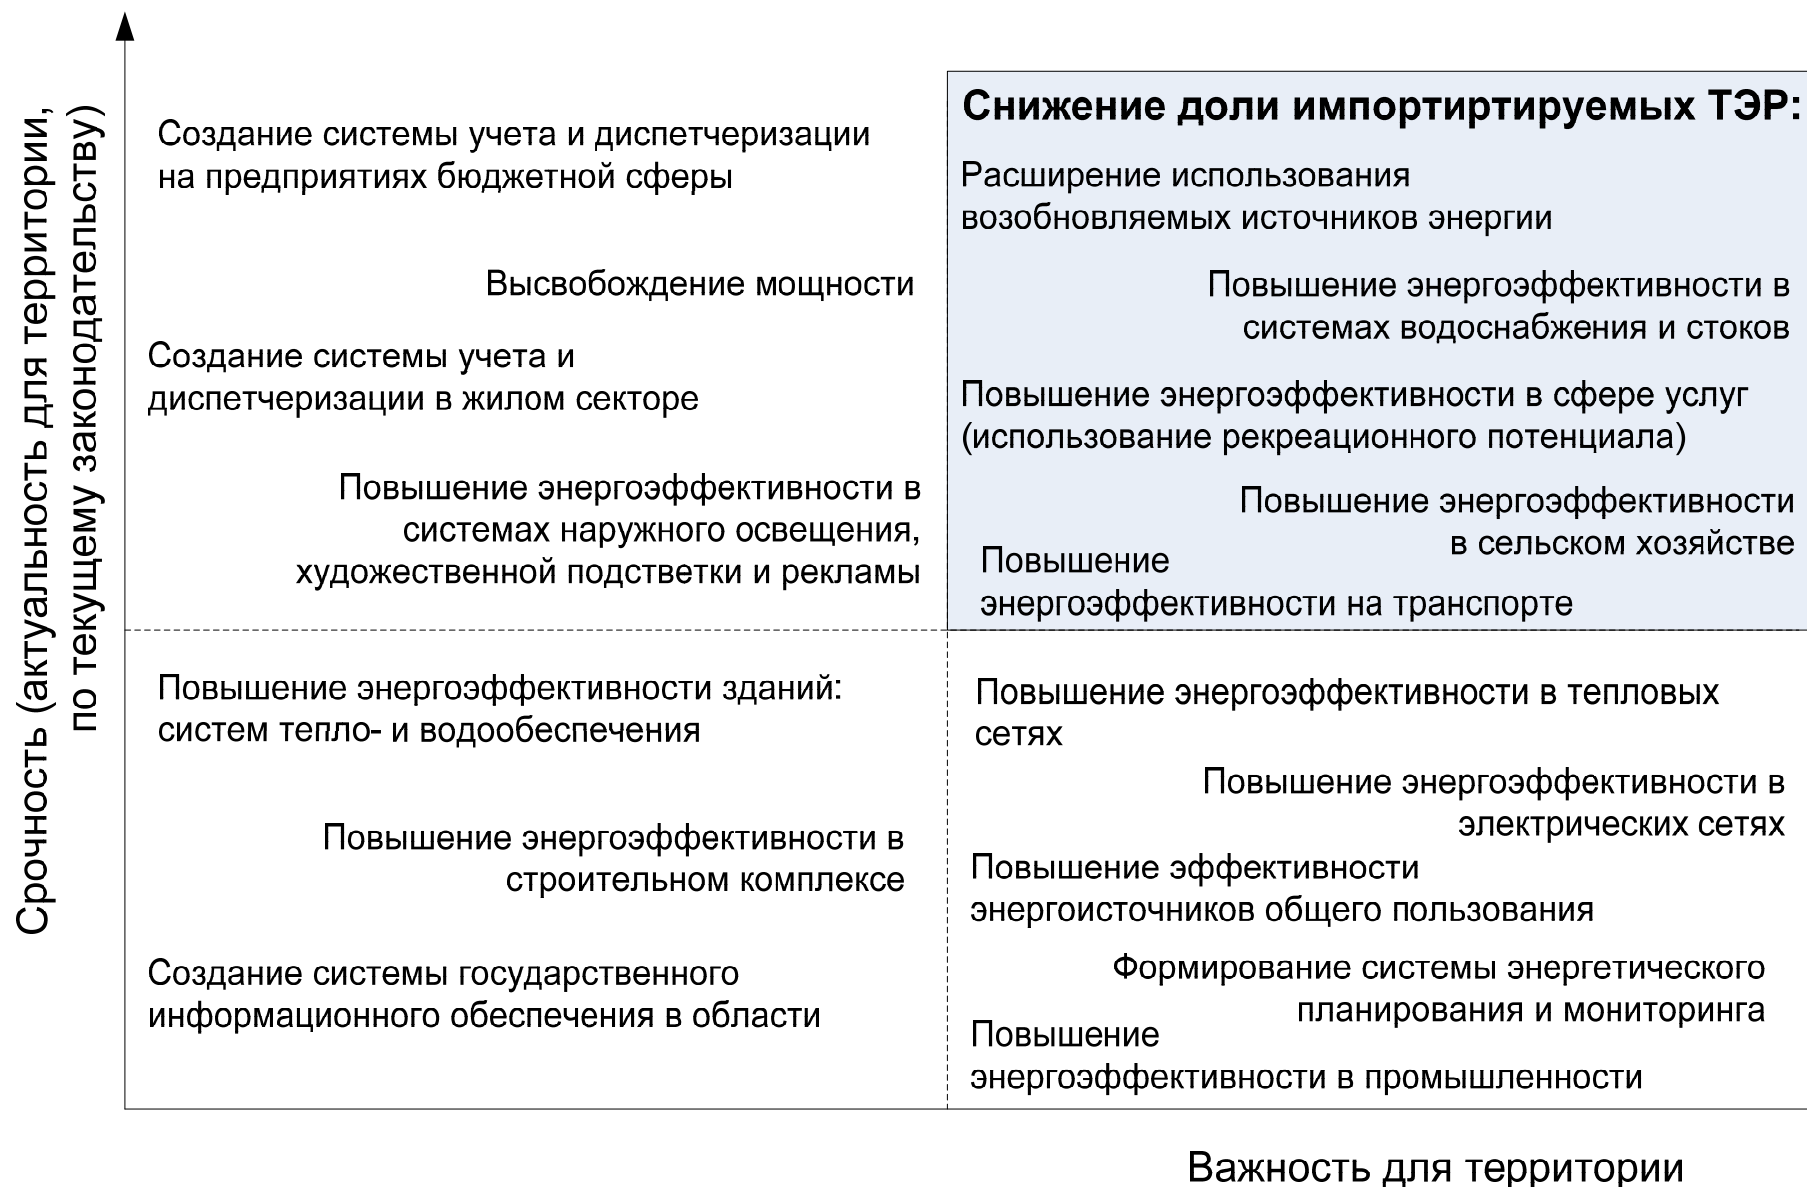 Срочность (актуальность для территории,
по текущему законодательству)
Создание системы учета и диспетчеризации
на предприятиях бюджетной сферы
Высвобождение мощности
Создание системы учета и
диспетчеризации в жилом секторе
Повышение энергоэффективности в
системах наружного освещения,
художественной подстветки и рекламы
Снижение доли импортиртируемых ТЭР:
Расширение использования
возобновляемых источников энергии
Повышение энергоэффективности в
системах водоснабжения и стоков
Повышение энергоэффективности в сфере услуг
(использование рекреационного потенциала)
Повышение энергоэффективности
в сельском хозяйстве
Повышение
энергоэффективности на транспорте
Повышение энергоэффективности зданий:
систем тепло- и водообеспечения
Повышение энергоэффективности в
строительном комплексе
Создание системы государственного
информационного обеспечения в области
Повышение энергоэффективности в тепловых
сетях
Повышение энергоэффективности в
электрических сетях
Повышение эффективности
энергоисточников общего пользования
Формирование системы энергетического
планирования и мониторинга
Повышение
энергоэффективности в промышленности
Важность для территории